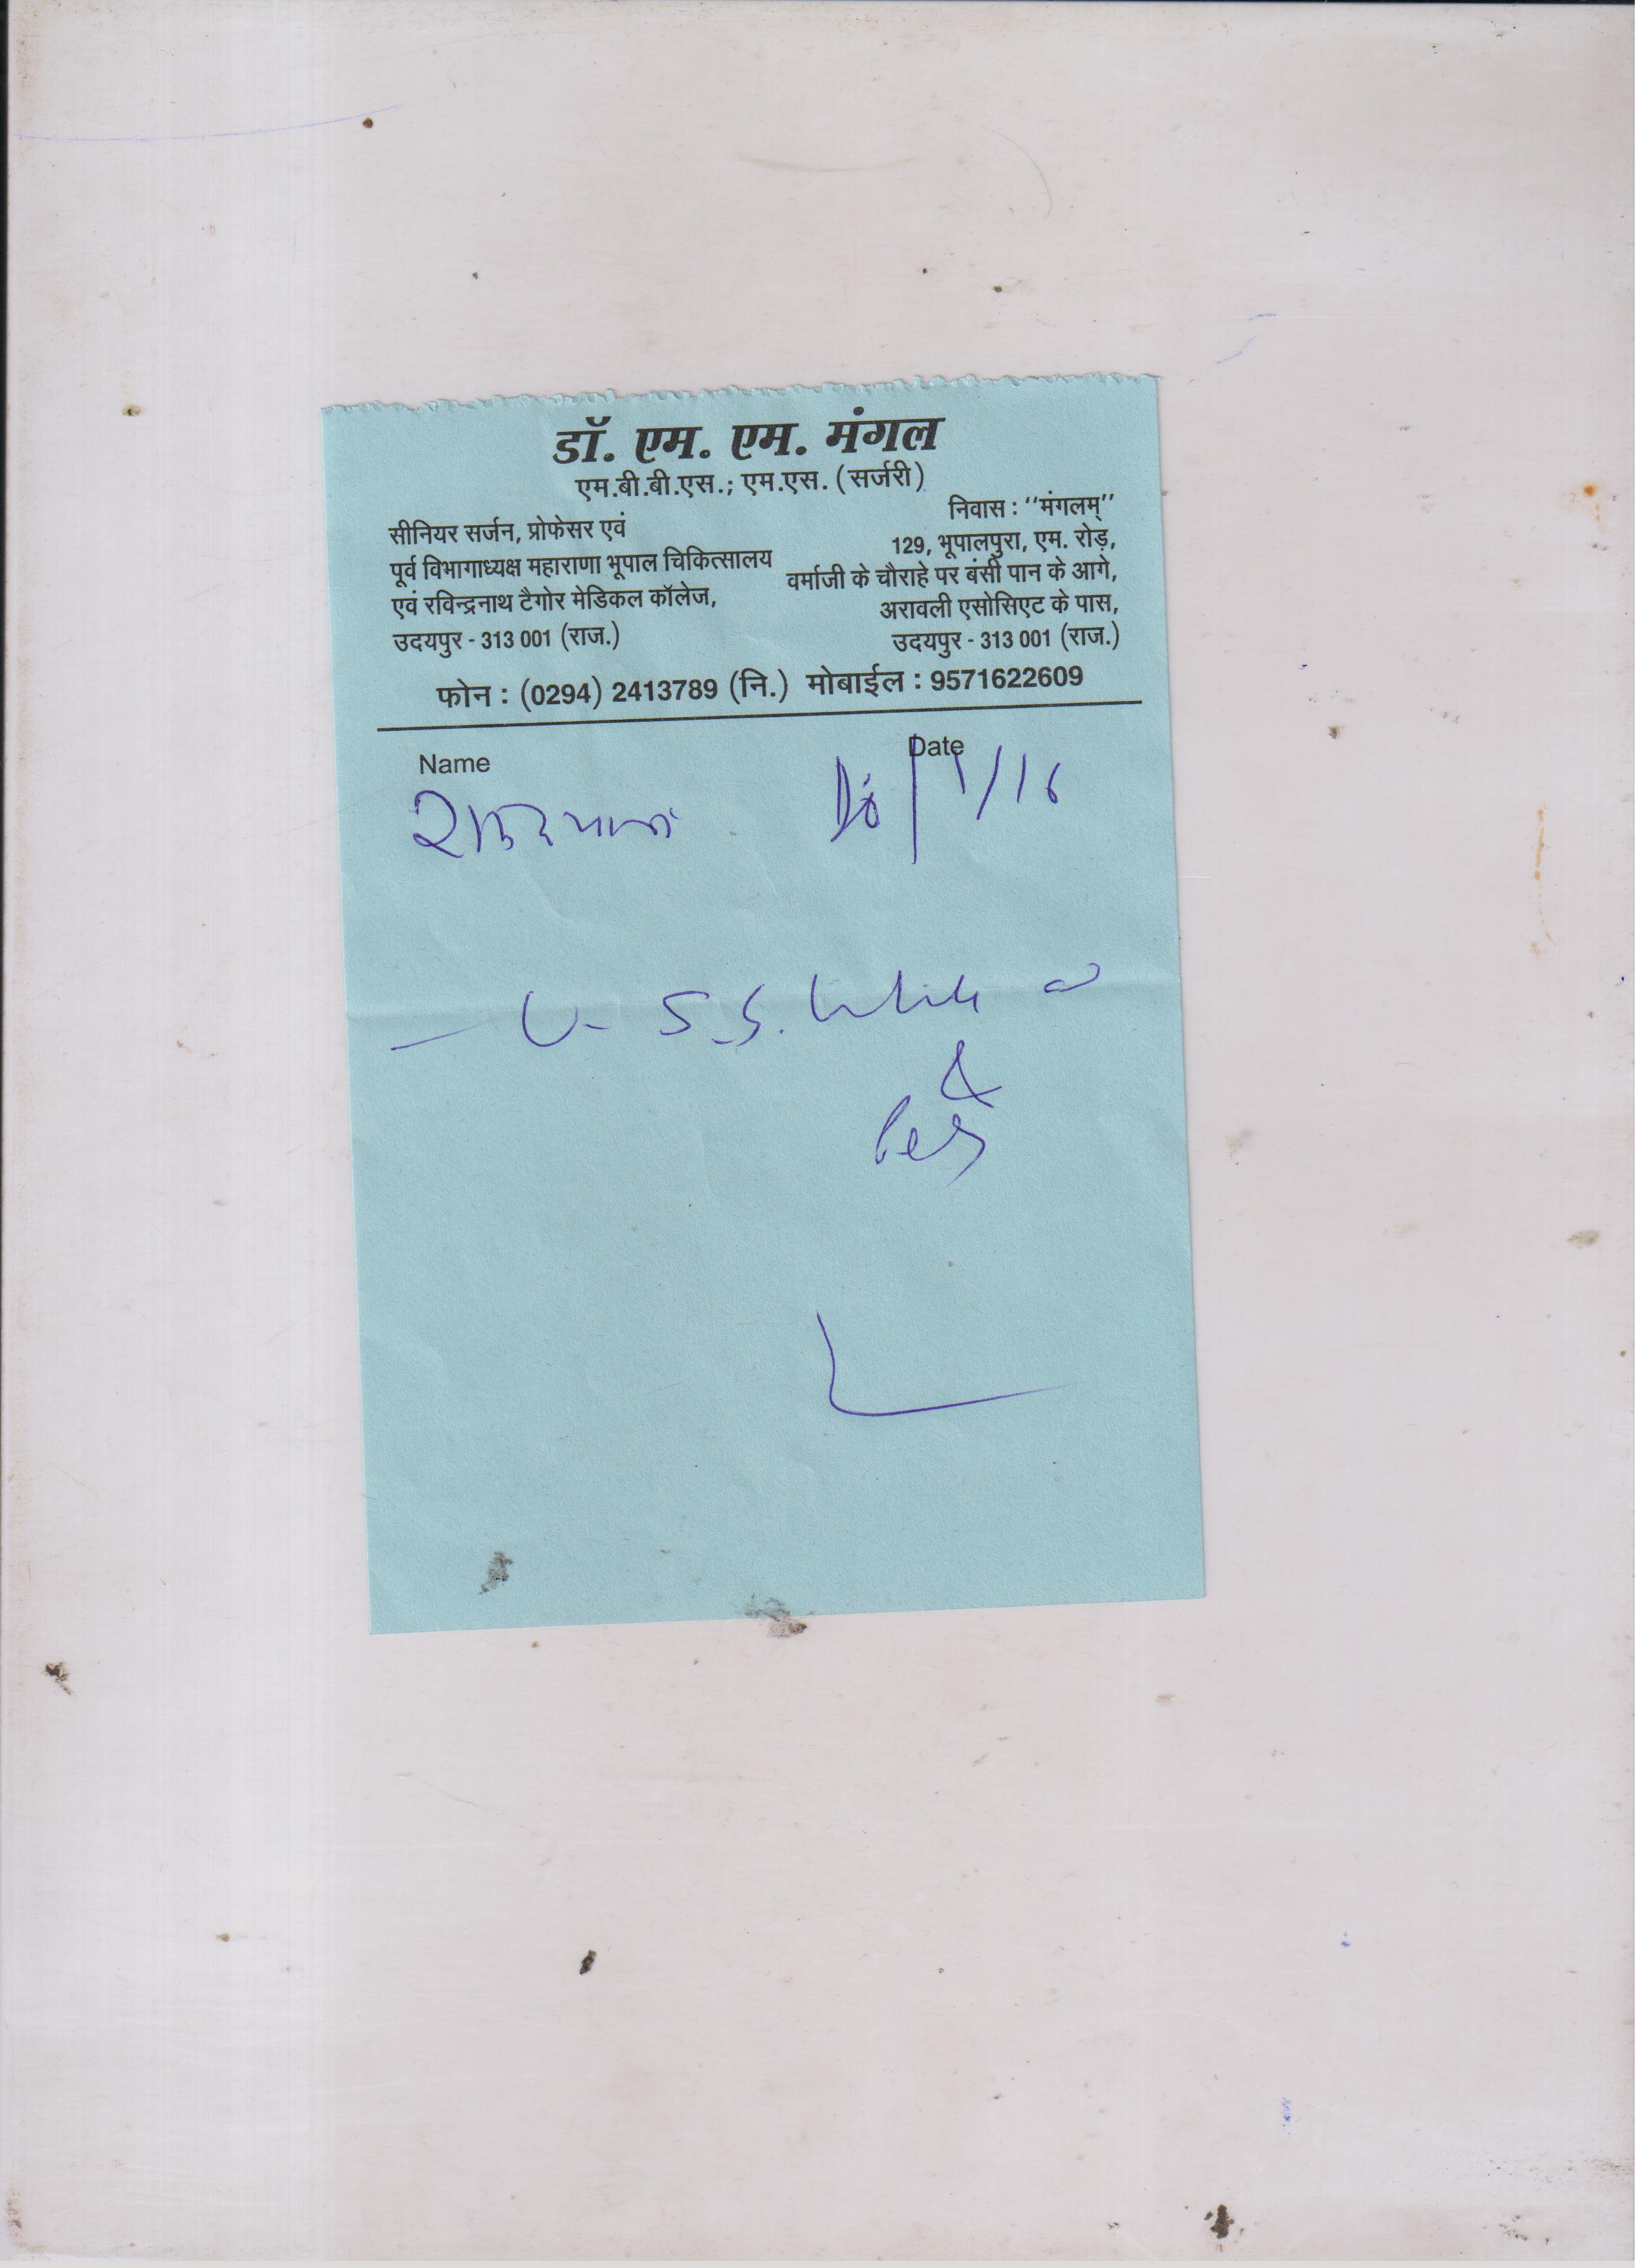 डॉ. एम. एम. मंगल
एम.बी.बी.एस.; एम.एस. (सर्जरी)
सीनियर सर्जन, प्रोफेसर एवं
पूर्व विभागाध्यक्ष महाराणा भूपाल चिकित्सालय
एवं रविन्द्रनाथ टैगोर मेडिकल कॉलेज,
उदयपुर - 313 001 (राज.)
निवास : ‘‘मंगलम्’’
129, भूपालपुरा, एम. रोड़,
वर्माजी के चौराहे पर बंसी पान के आगे,
अरावली एसोसिएट के पास,
उदयपुर - 313 001 (राज.)
फोन : (0294) 2413789 (नि.) मोबाईल : 9571622609
Name
Date
/16
U- S.S.
&